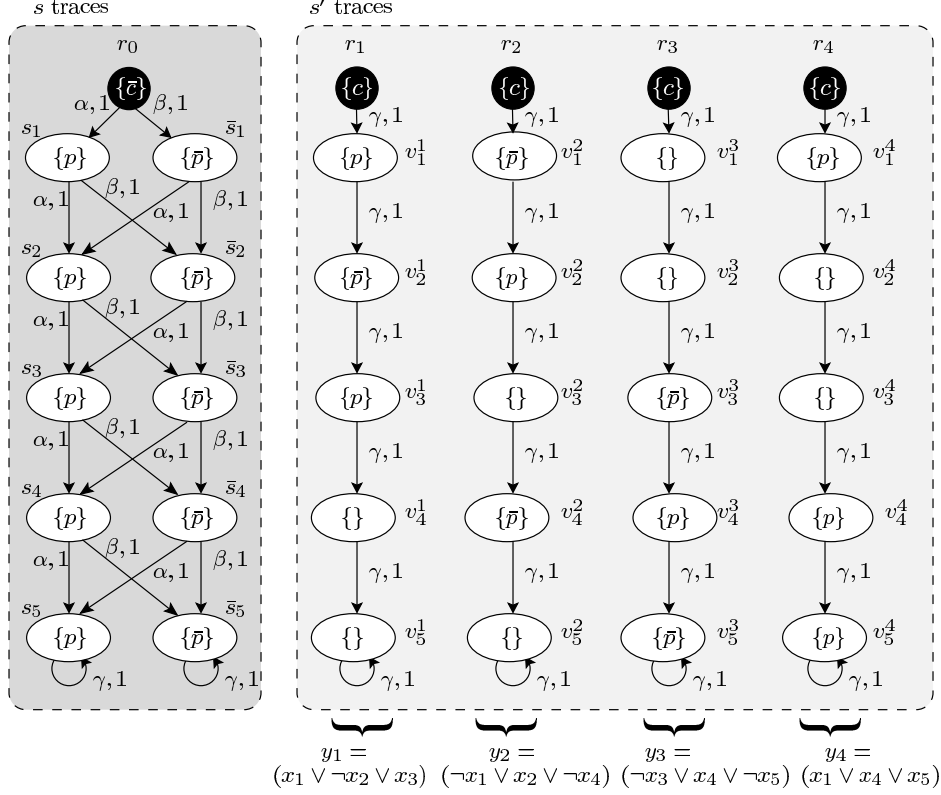 s traces s′ traces
r₀ r₁ r₂ r₃ r₄
{c̄} {c} {c} {c} {c}
α, 1 β, 1 γ, 1 γ, 1 γ, 1 γ, 1
s₁ s̄₁
{p} {p̄} {p} v₁¹ {p̄} v₁² {} v₁³ {p} v₁⁴
α, 1 β, 1 α, 1 β, 1 γ, 1 γ, 1 γ, 1 γ, 1
s₂ s̄₂
{p} {p̄} {p̄} v₂¹ {p} v₂² {} v₂³ {} v₂⁴
α, 1 β, 1 α, 1 β, 1 γ, 1 γ, 1 γ, 1 γ, 1
s₃ s̄₃
{p} {p̄} {p} v₃¹ {} v₃² {p̄} v₃³ {} v₃⁴
α, 1 β, 1 α, 1 β, 1 γ, 1 γ, 1 γ, 1 γ, 1
s₄ s̄₄
{p} {p̄} {} v₄¹ {p̄} v₄² {p} v₄³ {p} v₄⁴
α, 1 β, 1 α, 1 β, 1 γ, 1 γ, 1 γ, 1 γ, 1
s₅ s̄₅
{p} {p̄} {} v₅¹ {} v₅² {p̄} v₅³ {p} v₅⁴
γ, 1 γ, 1 γ, 1 γ, 1 γ, 1 γ, 1
y₁ = y₂ = y₃ = y₄ =
(x₁ ∨ ¬x₂ ∨ x₃) (¬x₁ ∨ x₂ ∨ ¬x₄) (¬x₃ ∨ x₄ ∨ ¬x₅) (x₁ ∨ x₄ ∨ x₅)